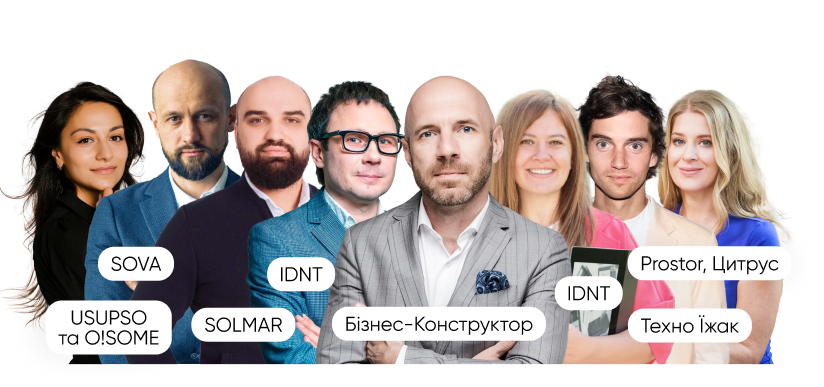 SOVA
IDNT
Prostor, Цитрус
IDNT
USUPSO
та O!SOME
SOLMAR
Бізнес-Конструктор
Техно Їжак